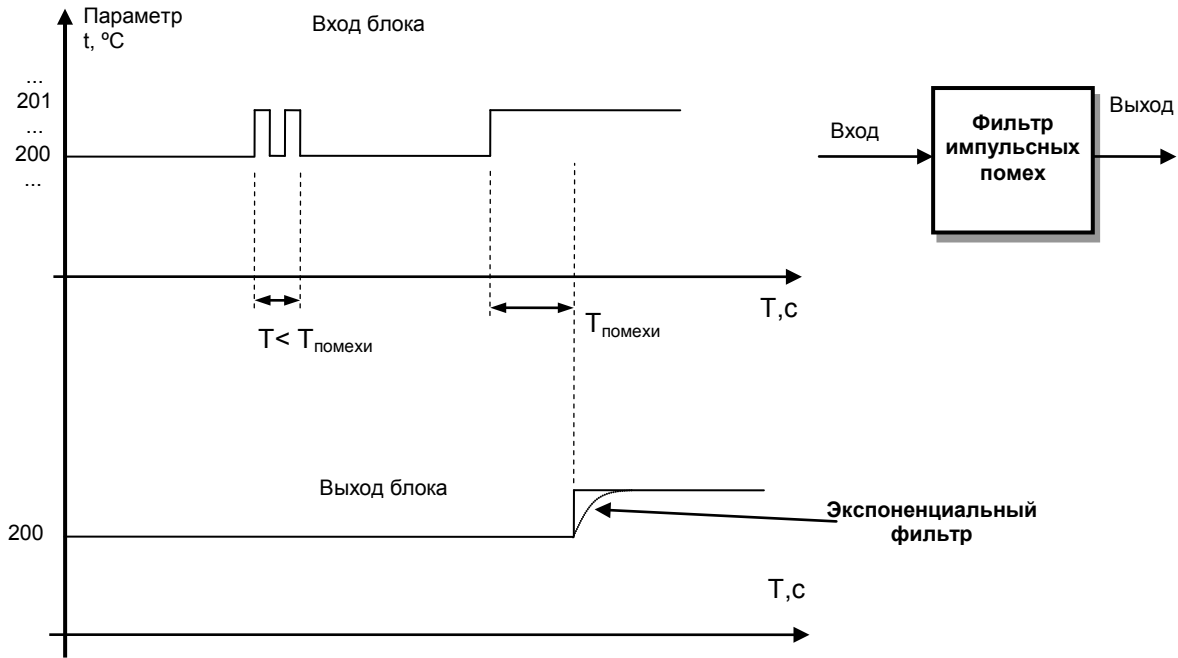 Параметр
t, ºC
Вход блока
...
201
...
200
...
Вход
Фильтр
импульсных
помех
Выход
T,c
T< Tпомехи
Tпомехи
Выход блока
200
Экспоненциальный
фильтр
T,c